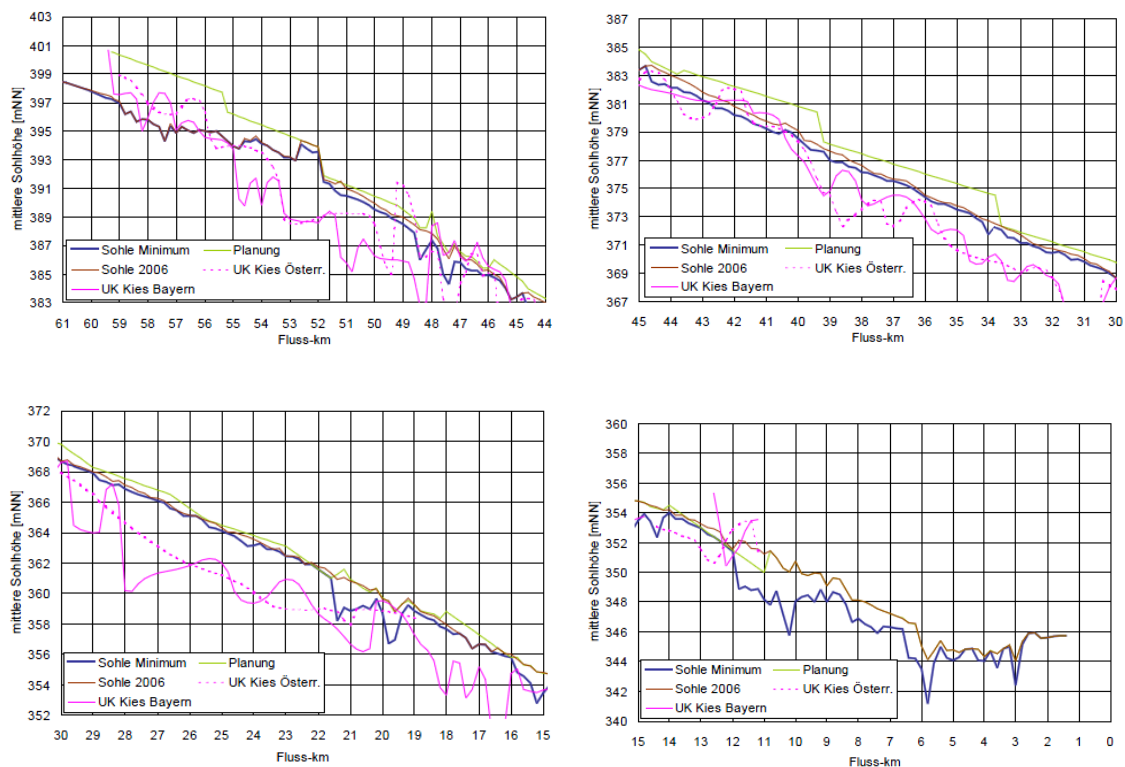 403
401
399
397
395
393
391
389
387
385
383
mittlere Sohlhöhe [mNN]
Sohle Minimum Planung
Sohle 2006 UK Kies Österr.
UK Kies Bayern
61 60 59 58 57 56 55 54 53 52 51 50 49 48 47 46 45 44
Fluss-km
387
385
383
381
379
377
375
373
371
369
367
mittlere Sohlhöhe [mNN]
Sohle Minimum Planung
Sohle 2006 UK Kies Österr.
UK Kies Bayern
45 44 43 42 41 40 39 38 37 36 35 34 33 32 31 30
Fluss-km
372
370
368
366
364
362
360
358
356
354
352
mittlere Sohlhöhe [mNN]
Sohle Minimum Planung
Sohle 2006 UK Kies Österr.
UK Kies Bayern
30 29 28 27 26 25 24 23 22 21 20 19 18 17 16 15
Fluss-km
360
358
356
354
352
350
348
346
344
342
340
mittlere Sohlhöhe [mNN]
Sohle Minimum Planung
Sohle 2006 UK Kies Österr.
UK Kies Bayern
15 14 13 12 11 10 9 8 7 6 5 4 3 2 1 0
Fluss-km